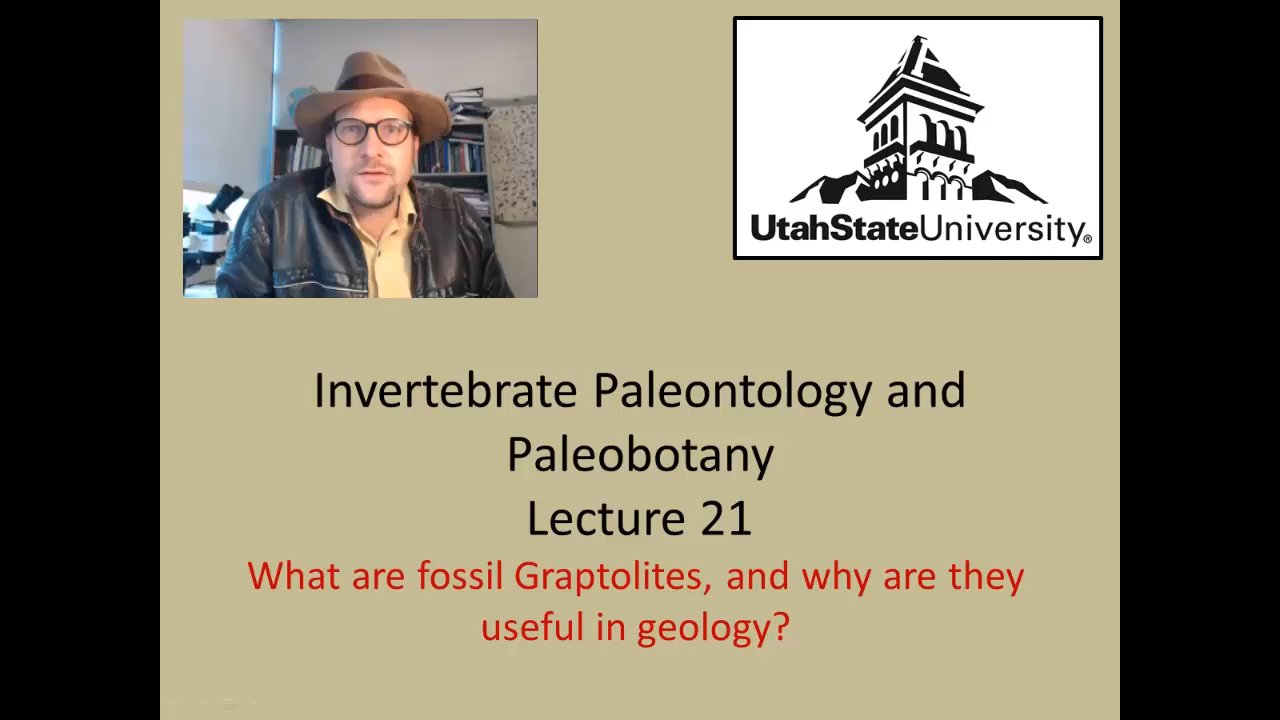 UtahStateUniversity®
Invertebrate Paleontology and
Paleobotany
Lecture 21
What are fossil Graptolites, and why are they
useful in geology?